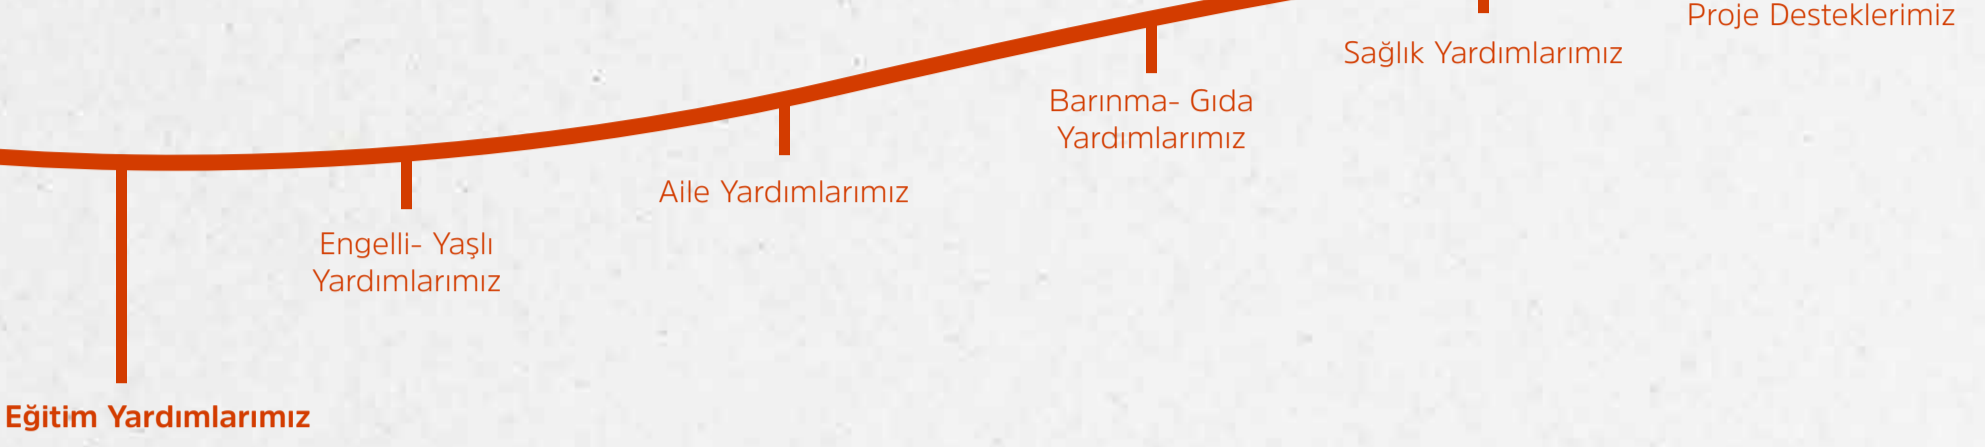 Proje Desteklerimiz
Sağlık Yardımlarımız
Barınma- Gıda
Yardımlarımız
Aile Yardımlarımız
Engelli- Yaşlı
Yardımlarımız
Eğitim Yardımlarımız